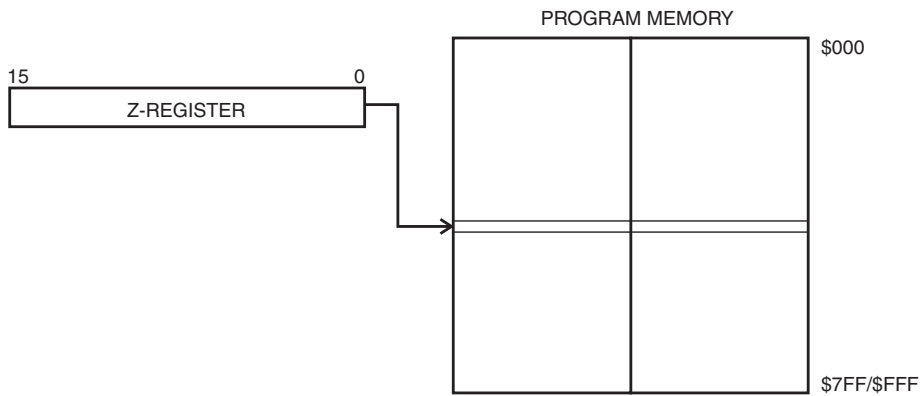 PROGRAM MEMORY
$000
15 0
Z-REGISTER
$7FF/$FFF